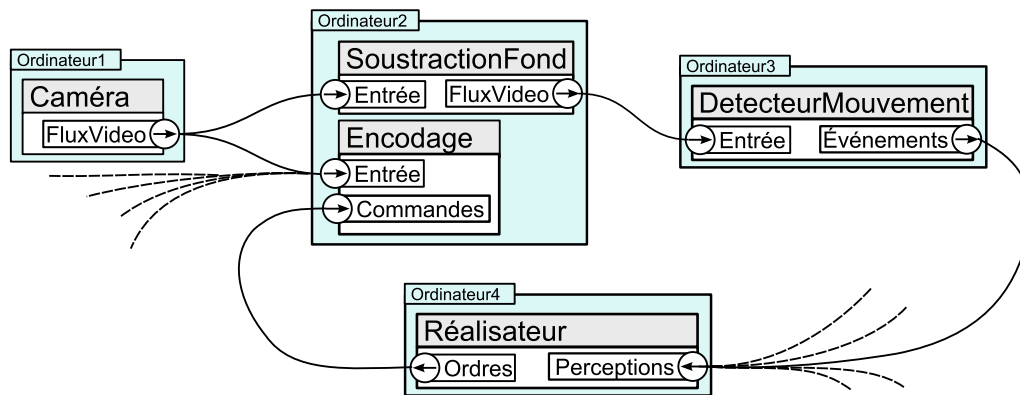 Ordinateur1
Caméra
FluxVideo
Ordinateur2
SoustractionFond
Entrée
FluxVideo
Encodage
Entrée
Commandes
Ordinateur3
DetecteurMouvement
Entrée
Événements
Ordinateur4
Réalisateur
Ordres
Perceptions